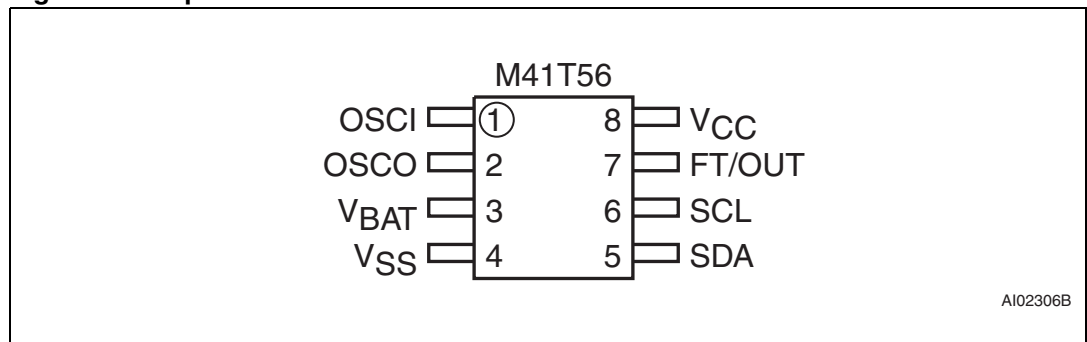 M41T56
OSCI 1 8 VCC
OSCO 2 7 FT/OUT
VBAT 3 6 SCL
VSS 4 5 SDA
AI02306B